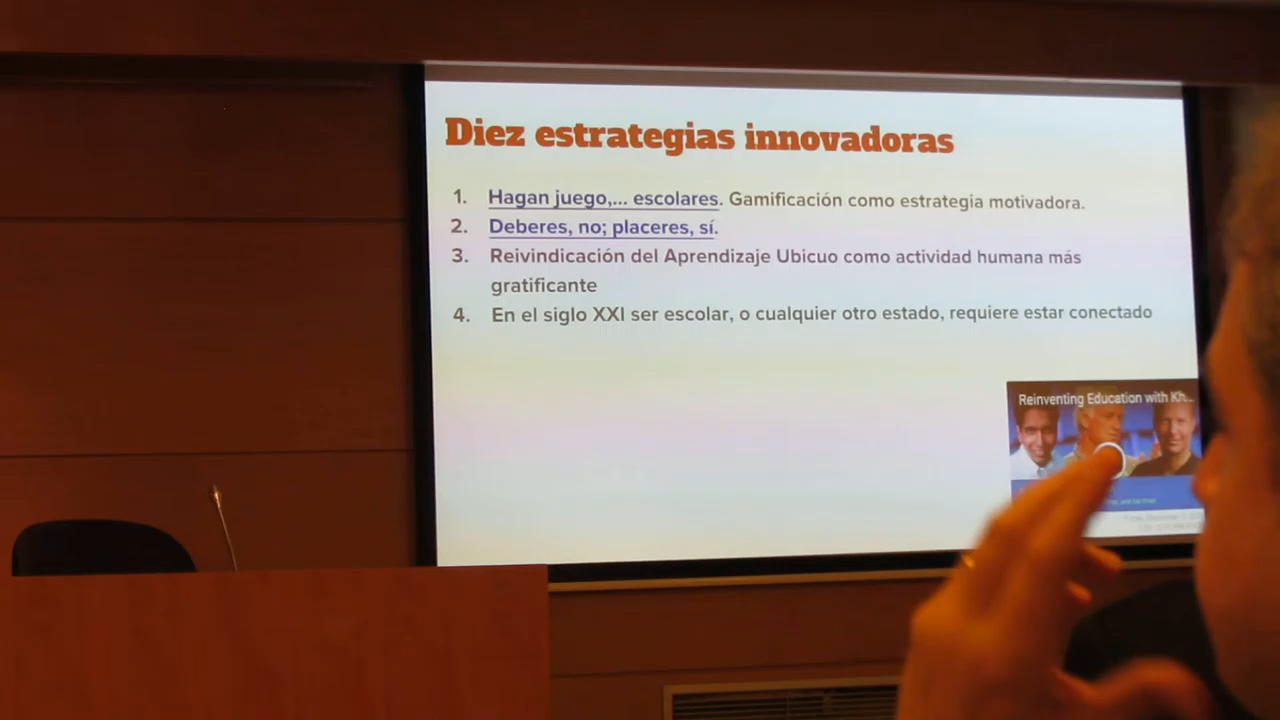 Diez estrategias innovadoras
1. Hagan juego,... escolares. Gamificación como estrategia motivadora.
2. Deberes, no; placeres, sí.
3. Reivindicación del Aprendizaje Ubicuo como actividad humana más
gratificante
4. En el siglo XXI ser escolar, o cualquier otro estado, requiere estar conectado
Reinventing Education with Kh...